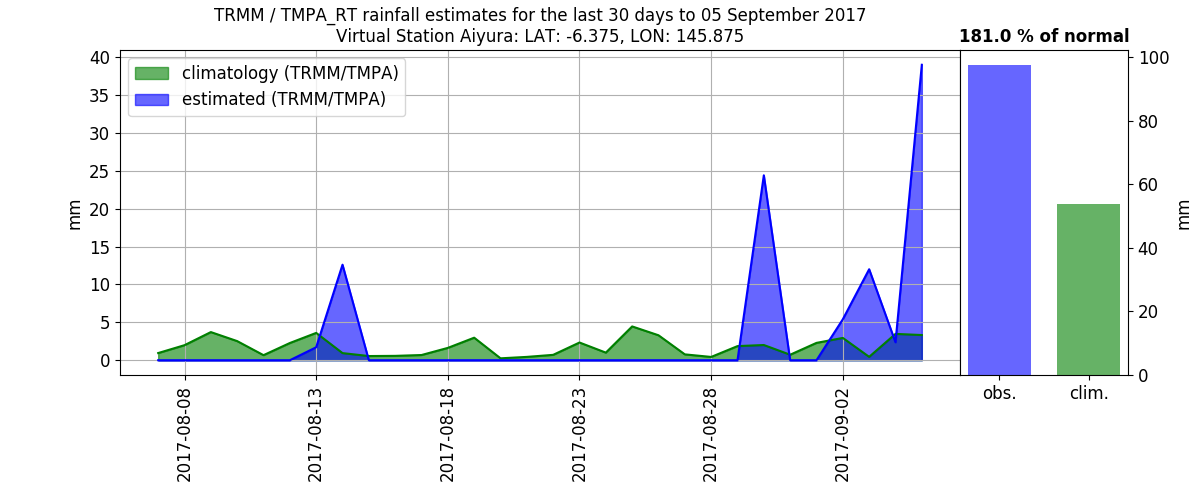 TRMM / TMPA_RT rainfall estimates for the last 30 days to 05 September 2017
Virtual Station Aiyura: LAT: -6.375, LON: 145.875
181.0 % of normal
climatology (TRMM/TMPA)
estimated (TRMM/TMPA)
40
35
30
25
20
15
10
5
0
mm
2017-08-08
2017-08-13
2017-08-18
2017-08-23
2017-08-28
2017-09-02
100
80
60
40
20
0
mm
obs.
clim.